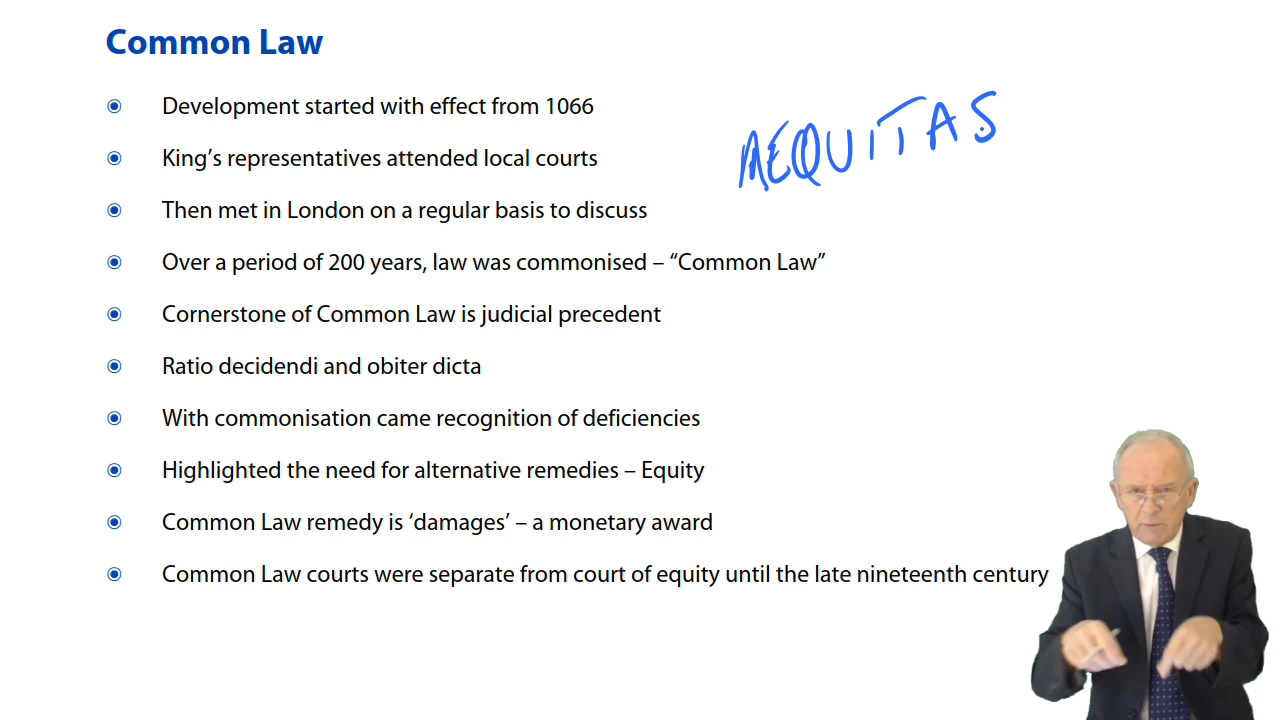 Common Law
Development started with effect from 1066
King’s representatives attended local courts
Then met in London on a regular basis to discuss
Over a period of 200 years, law was commonised – “Common Law”
Cornerstone of Common Law is judicial precedent
Ratio decidendi and obiter dicta
With commonisation came recognition of deficiencies
Highlighted the need for alternative remedies – Equity
Common Law remedy is ‘damages’ – a monetary award
Common Law courts were separate from court of equity until the late nineteenth century
AEQUITAS